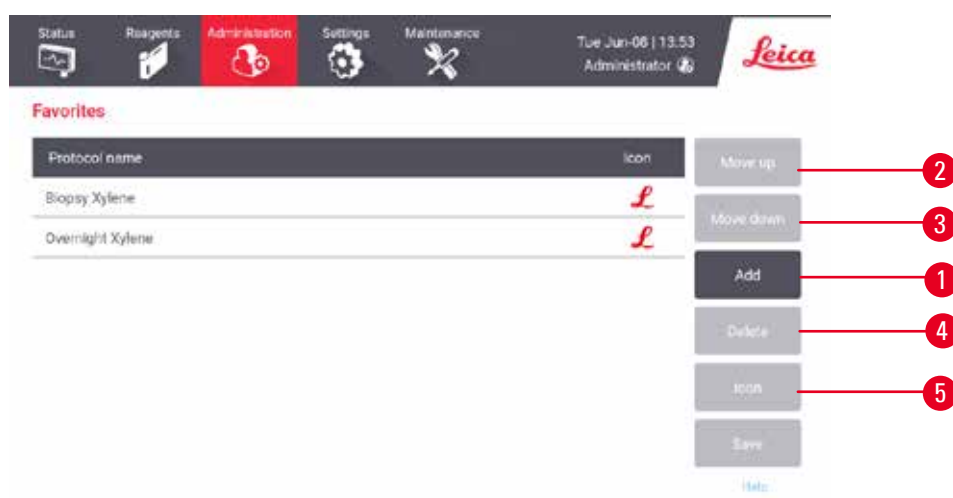 Status Reagents Administration Settings Maintenance
Tue Jun-06 | 13:53
Administrator
Leica
Favorites
Protocol name Icon
Biopsy Xylene L
Overnight Xylene L
Move up 2
Move down 3
Add 1
Delete 4
Icon 5
Save
Help